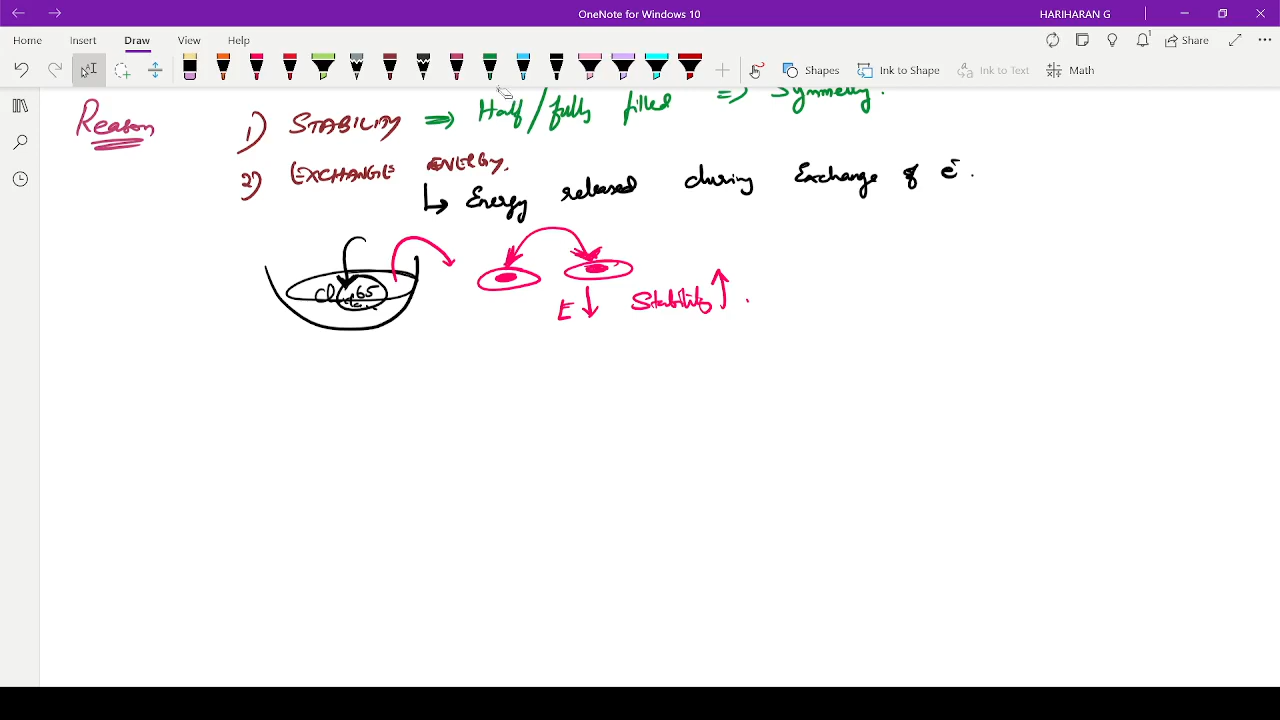 OneNote for Windows 10
HARIHARAN G
Home Insert Draw View Help
Share
Shapes Ink to Shape Ink to Text Math
Reason
1) STABILITY => Half/fully filled => Symmetry.
2) EXCHANGE ENERGY.
↳ Energy released during Exchange of e⁻.
65
E↓ Stability↑.